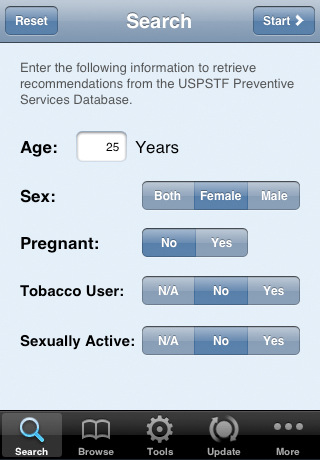 Reset Search Start
Enter the following information to retrieve
recommendations from the USPSTF Preventive
Services Database.
Age: 25 Years
Sex: Both Female Male
Pregnant: No Yes
Tobacco User: N/A No Yes
Sexually Active: N/A No Yes
Search Browse Tools Update More